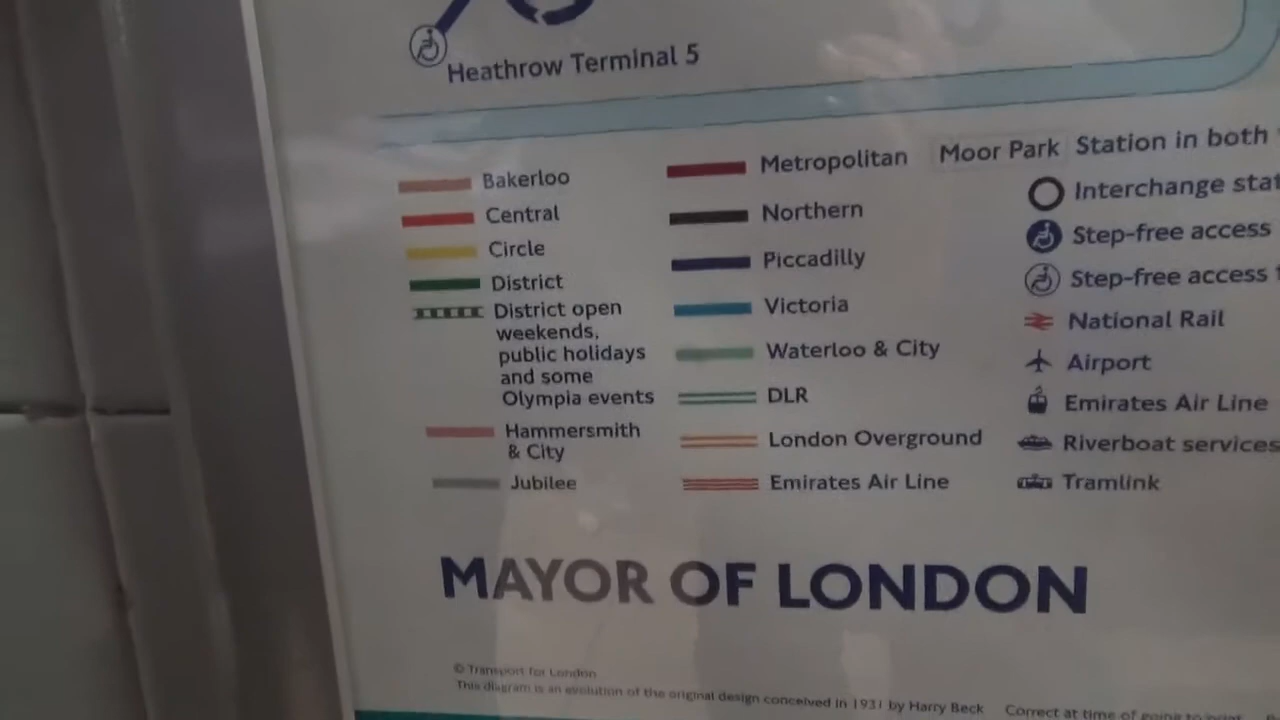 Heathrow Terminal 5
Bakerloo
Central
Circle
District
District open
weekends,
public holidays
and some
Olympia events
Hammersmith
& City
Jubilee
Metropolitan
Northern
Piccadilly
Victoria
Waterloo & City
DLR
London Overground
Emirates Air Line
Moor Park Station in both
Interchange stat
Step-free access
Step-free access
National Rail
Airport
Emirates Air Line
Riverboat services
Tramlink
MAYOR OF LONDON
© Transport for London
This diagram is an evolution of the original design conceived in 1931 by Harry Beck
Correct at time of going to print